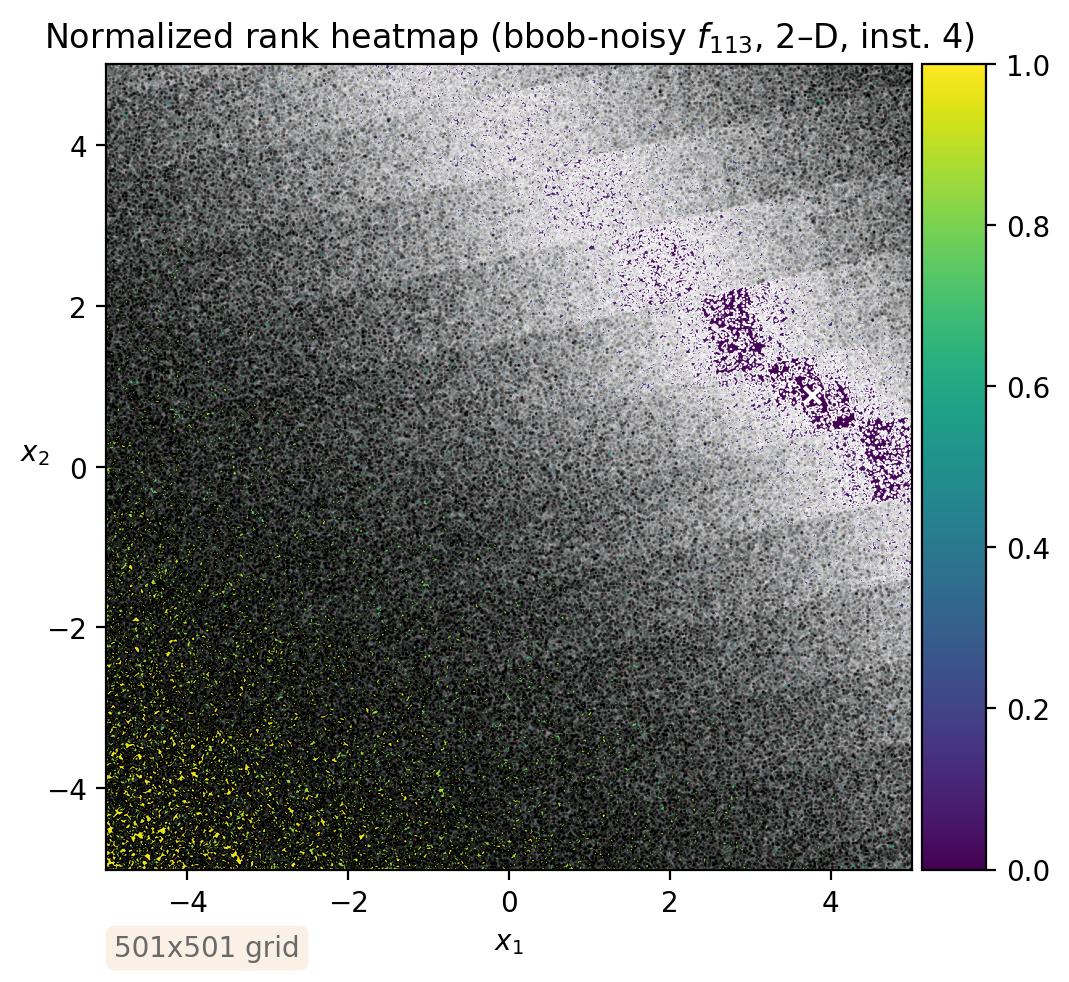 Normalized rank heatmap (bbob-noisy f₁₁₃, 2–D, inst. 4)
1.0
0.8
0.6
0.4
0.2
0.0
4
2
0
−2
−4
x₂
−4 −2 0 2 4
x₁
501x501 grid